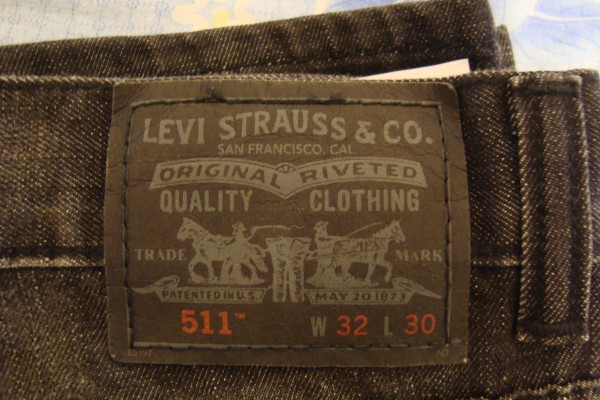 LEVI STRAUSS & CO.
SAN FRANCISCO, CAL
ORIGINAL RIVETED
QUALITY CLOTHING
TRADE MARK
PATENTED IN U.S. MAY 20 1873
511™ W 32 L 30